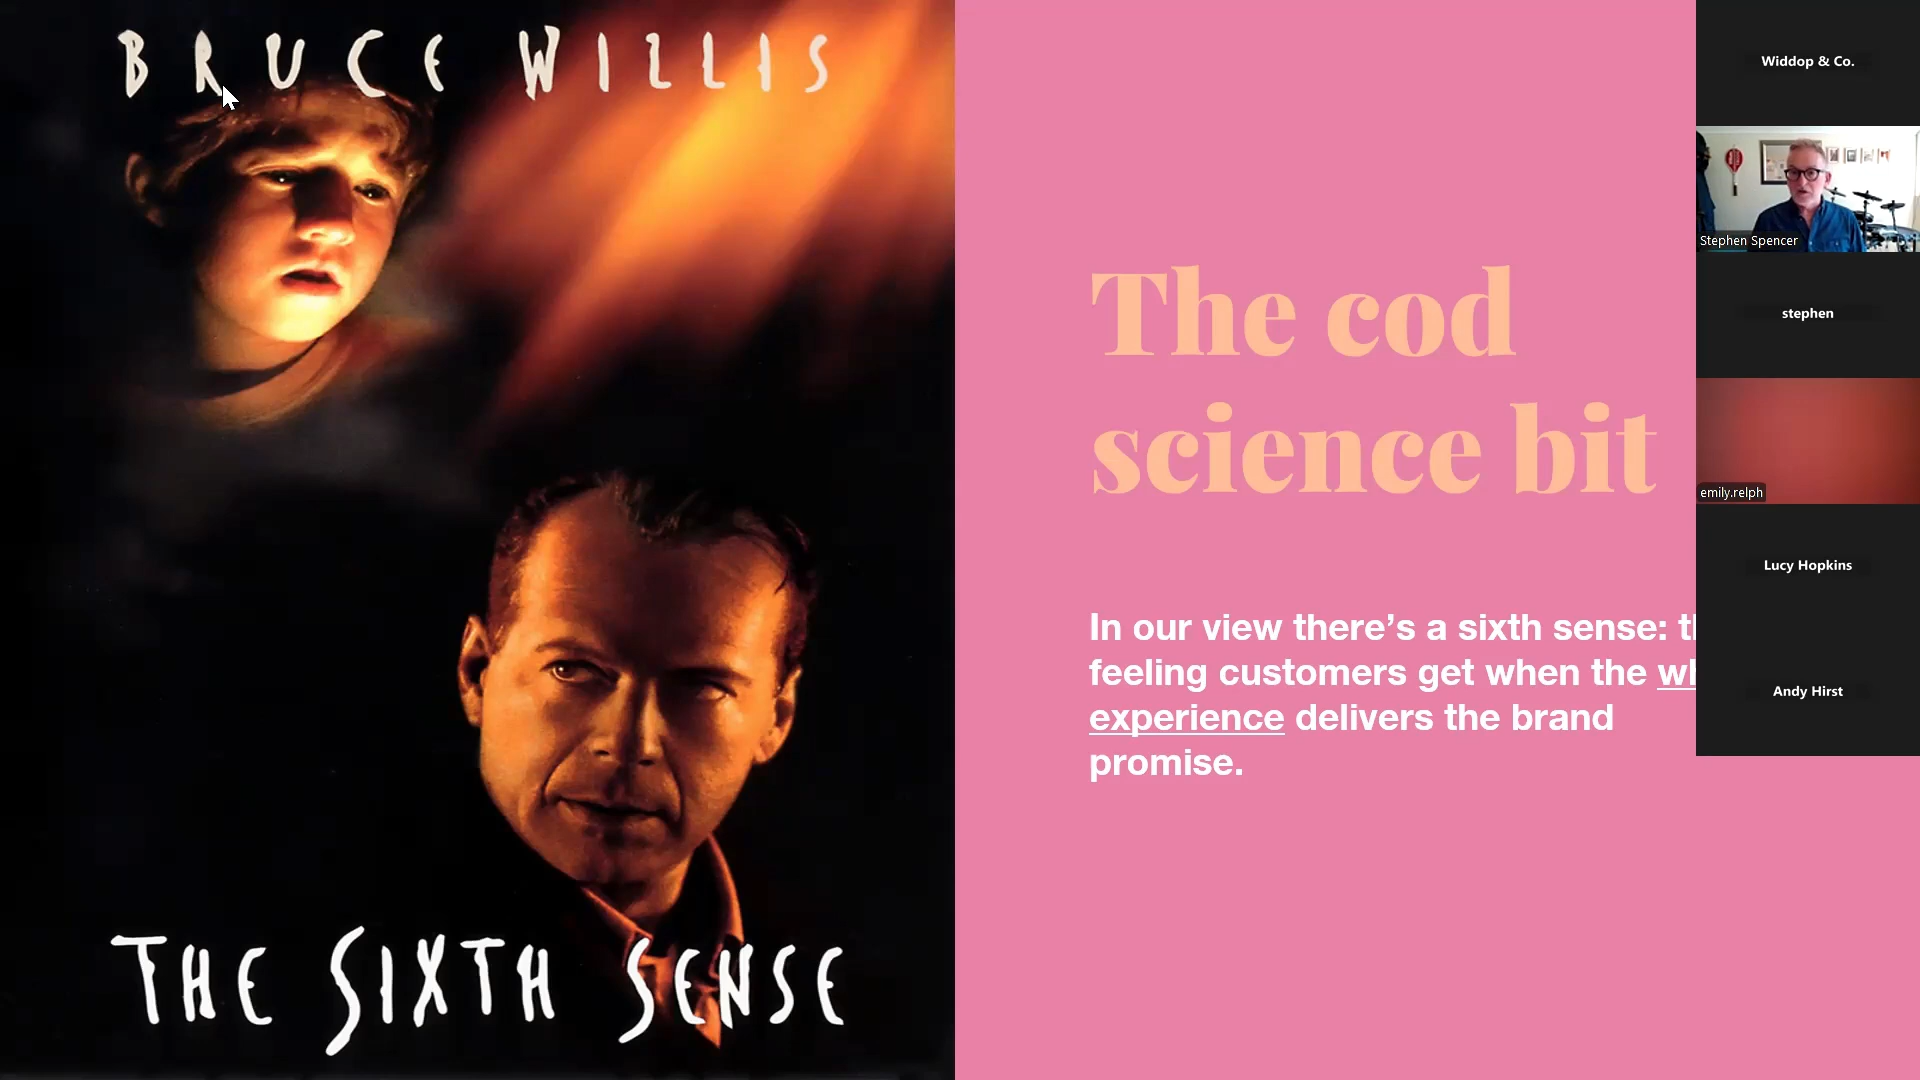 BRUCE WILLIS
THE SIXTH SENSE
The cod
science bit
In our view there’s a sixth sense:
feeling customers get when the
experience delivers the brand
promise.
Widdop & Co.
Stephen Spencer
stephen
emily.relph
Lucy Hopkins
Andy Hirst